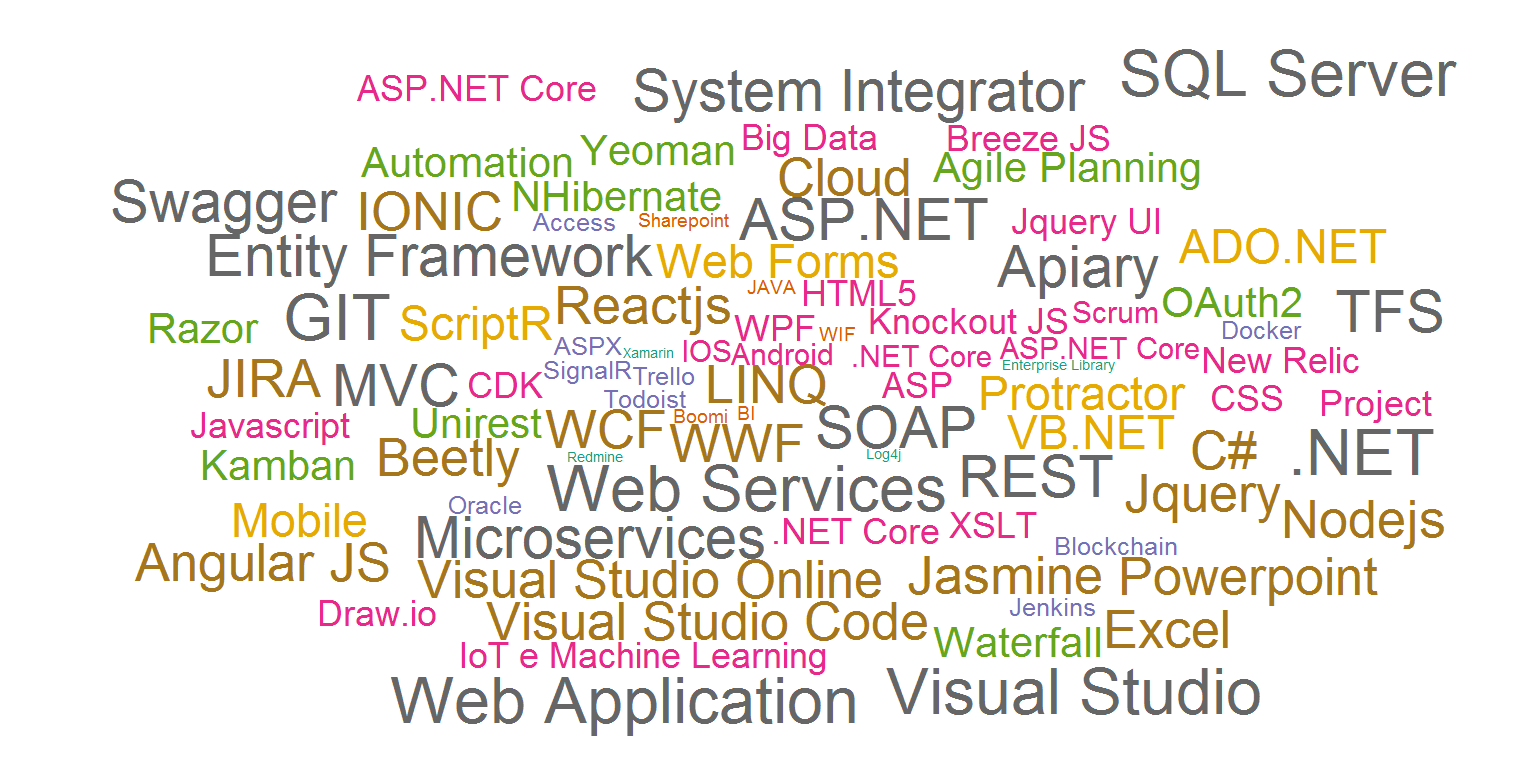 SQL Server
ASP.NET Core
System Integrator
Big Data
Breeze JS
Yeoman
Automation
Cloud
Agile Planning
Swagger
IONIC
NHibernate
Access
Sharepoint
ASP.NET
Jquery UI
Entity Framework
Web Forms
Apiary
ADO.NET
JAVA
HTML5
OAuth2
GIT
ScriptR
Reactjs
Razor
WPF
WIF
Knockout JS
Scrum
Docker
TFS
ASPX
Xamarin
IOS
Android
.NET Core
ASP.NET Core
Enterprise Library
New Relic
JIRA
MVC
CDK
SignalR
Trello
Todoist
LINQ
ASP
Protractor
CSS
Project
Javascript
Unirest
WCF
Boomi
BI
WWF
SOAP
VB.NET
C#
.NET
Kamban
Beetly
Redmine
Log4j
Web Services
REST
Jquery
Nodejs
Oracle
Mobile
Microservices
.NET Core
XSLT
Blockchain
Angular JS
Visual Studio Online
Jasmine
Powerpoint
Draw.io
Visual Studio Code
Jenkins
Waterfall
Excel
IoT e Machine Learning
Web Application
Visual Studio